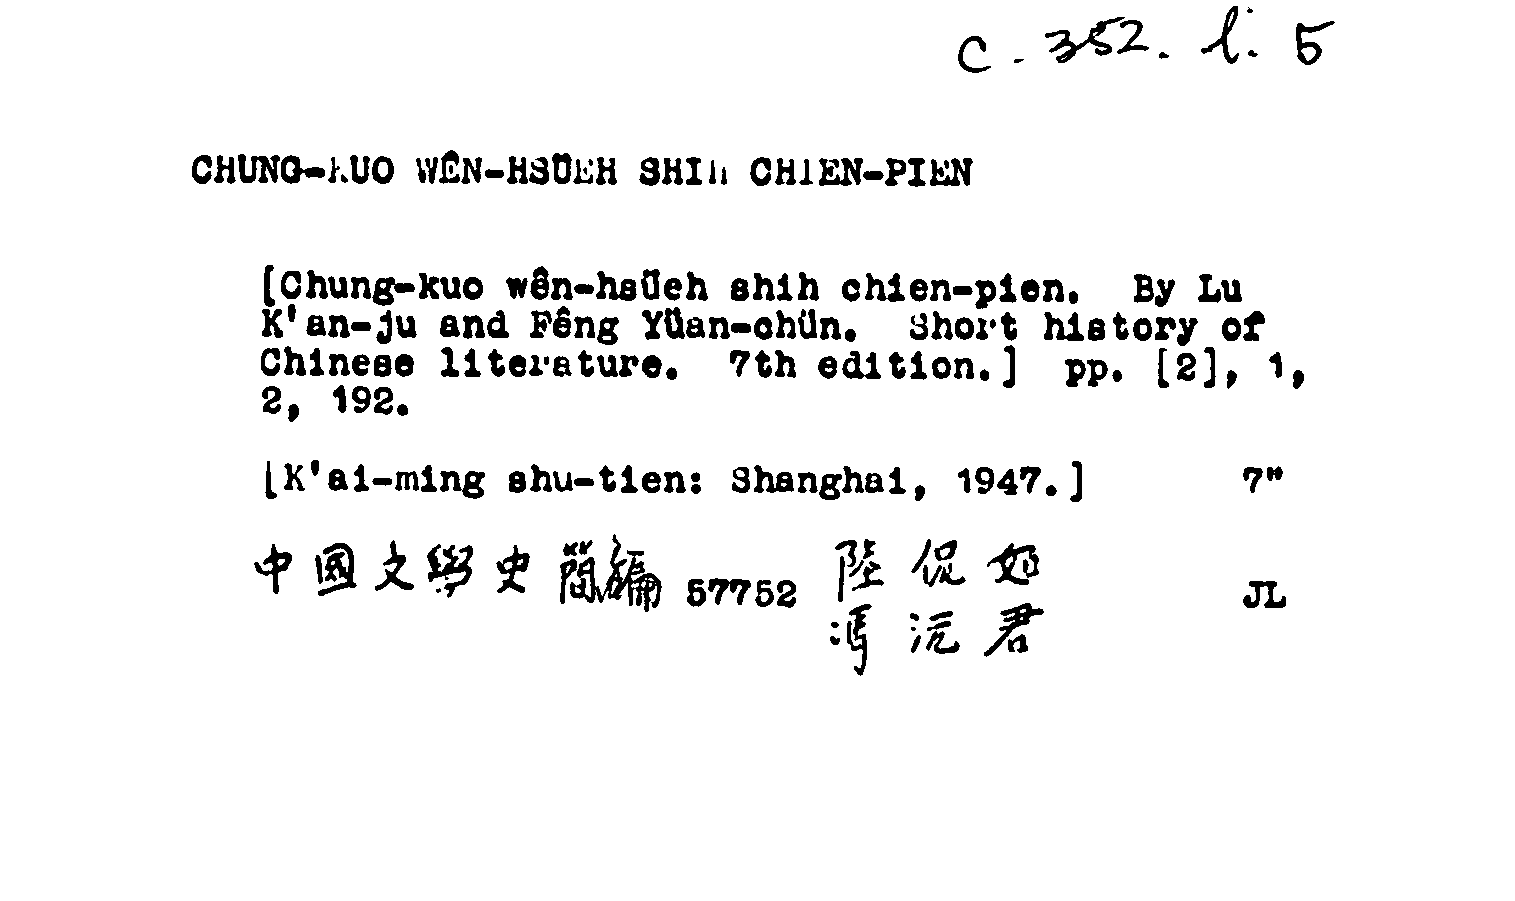 c. 352. l. 5
CHUNG-KUO WÊN-HSÜEH SHIH CHIEN-PIEN
[Chung-kuo wên-hsüeh shih chien-pien. By Lu
K'an-ju and Fêng Yüan-chün. Short history of
Chinese literature. 7th edition.] pp. [2], 1,
2, 192.
[K'ai-ming shu-tien: Shanghai, 1947.] 7"
中國文學史簡編 57752 陸侃如 JL
馮沅君